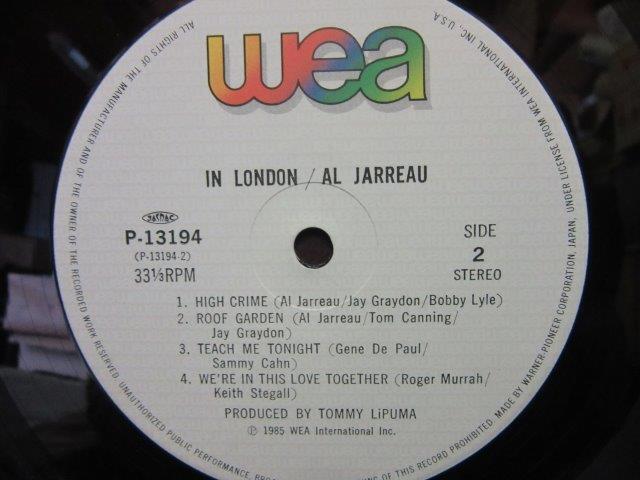 wea
IN LONDON / AL JARREAU
JASRAC
P-13194
(P-13194-2)
33⅓RPM
SIDE
2
STEREO
1. HIGH CRIME (Al Jarreau/Jay Graydon/Bobby Lyle)
2. ROOF GARDEN (Al Jarreau/Tom Canning/
Jay Graydon)
3. TEACH ME TONIGHT (Gene De Paul/
Sammy Cahn)
4. WE'RE IN THIS LOVE TOGETHER (Roger Murrah/
Keith Stegall)
PRODUCED BY TOMMY LiPUMA
Ⓟ 1985 WEA International Inc.
ALL RIGHTS OF THE MANUFACTURER AND OF THE OWNER OF THE RECORDED WORK RESERVED. UNAUTHORIZED PUBLIC PERFORMANCE, OF THIS RECORD PROHIBITED. MADE BY WARNER-PIONEER CORPORATION, JAPAN, UNDER LICENSE FROM WEA INTERNATIONAL INC., U.S.A